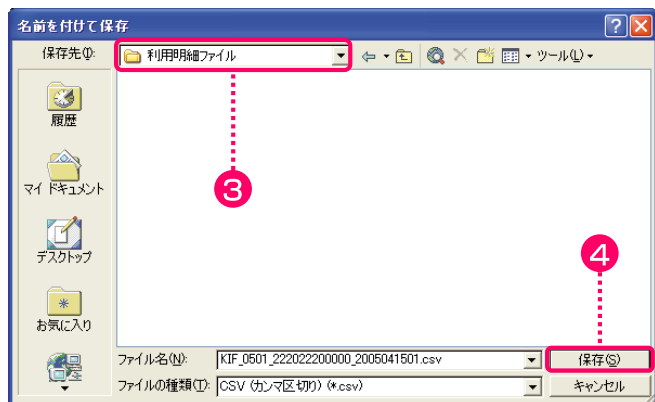 名前を付けて保存
保存先(I): 利用明細ファイル ツール(L)
③
履歴
マイ ドキュメント
デスクトップ
④
お気に入り
ファイル名(N): KIF_0501_222022200000_2005041501.csv 保存(S)
ファイルの種類(T): CSV (カンマ区切り) (*.csv) キャンセル